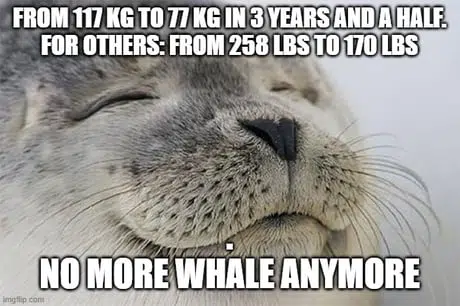 FROM 117 KG TO 77 KG IN 3 YEARS AND A HALF.
FOR OTHERS: FROM 258 LBS TO 170 LBS
.
NO MORE WHALE ANYMORE
imgflip.com